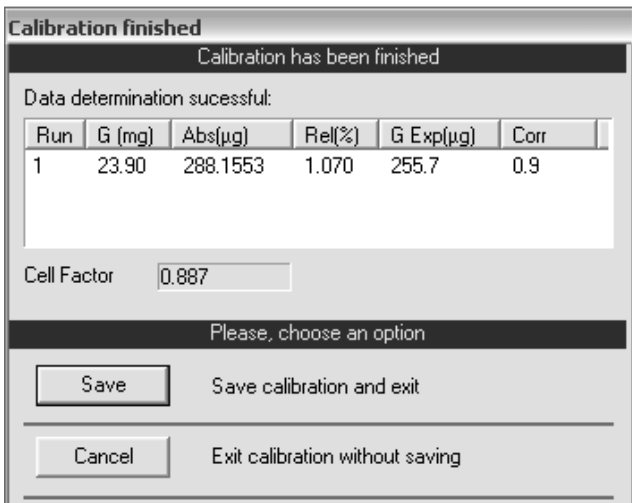 Calibration finished
Calibration has been finished
Data determination sucessful:
Run G (mg) Abs(µg) Rel(%) G Exp(µg) Corr
1 23.90 288.1553 1.070 255.7 0.9
Cell Factor 0.887
Please, choose an option
Save Save calibration and exit
Cancel Exit calibration without saving